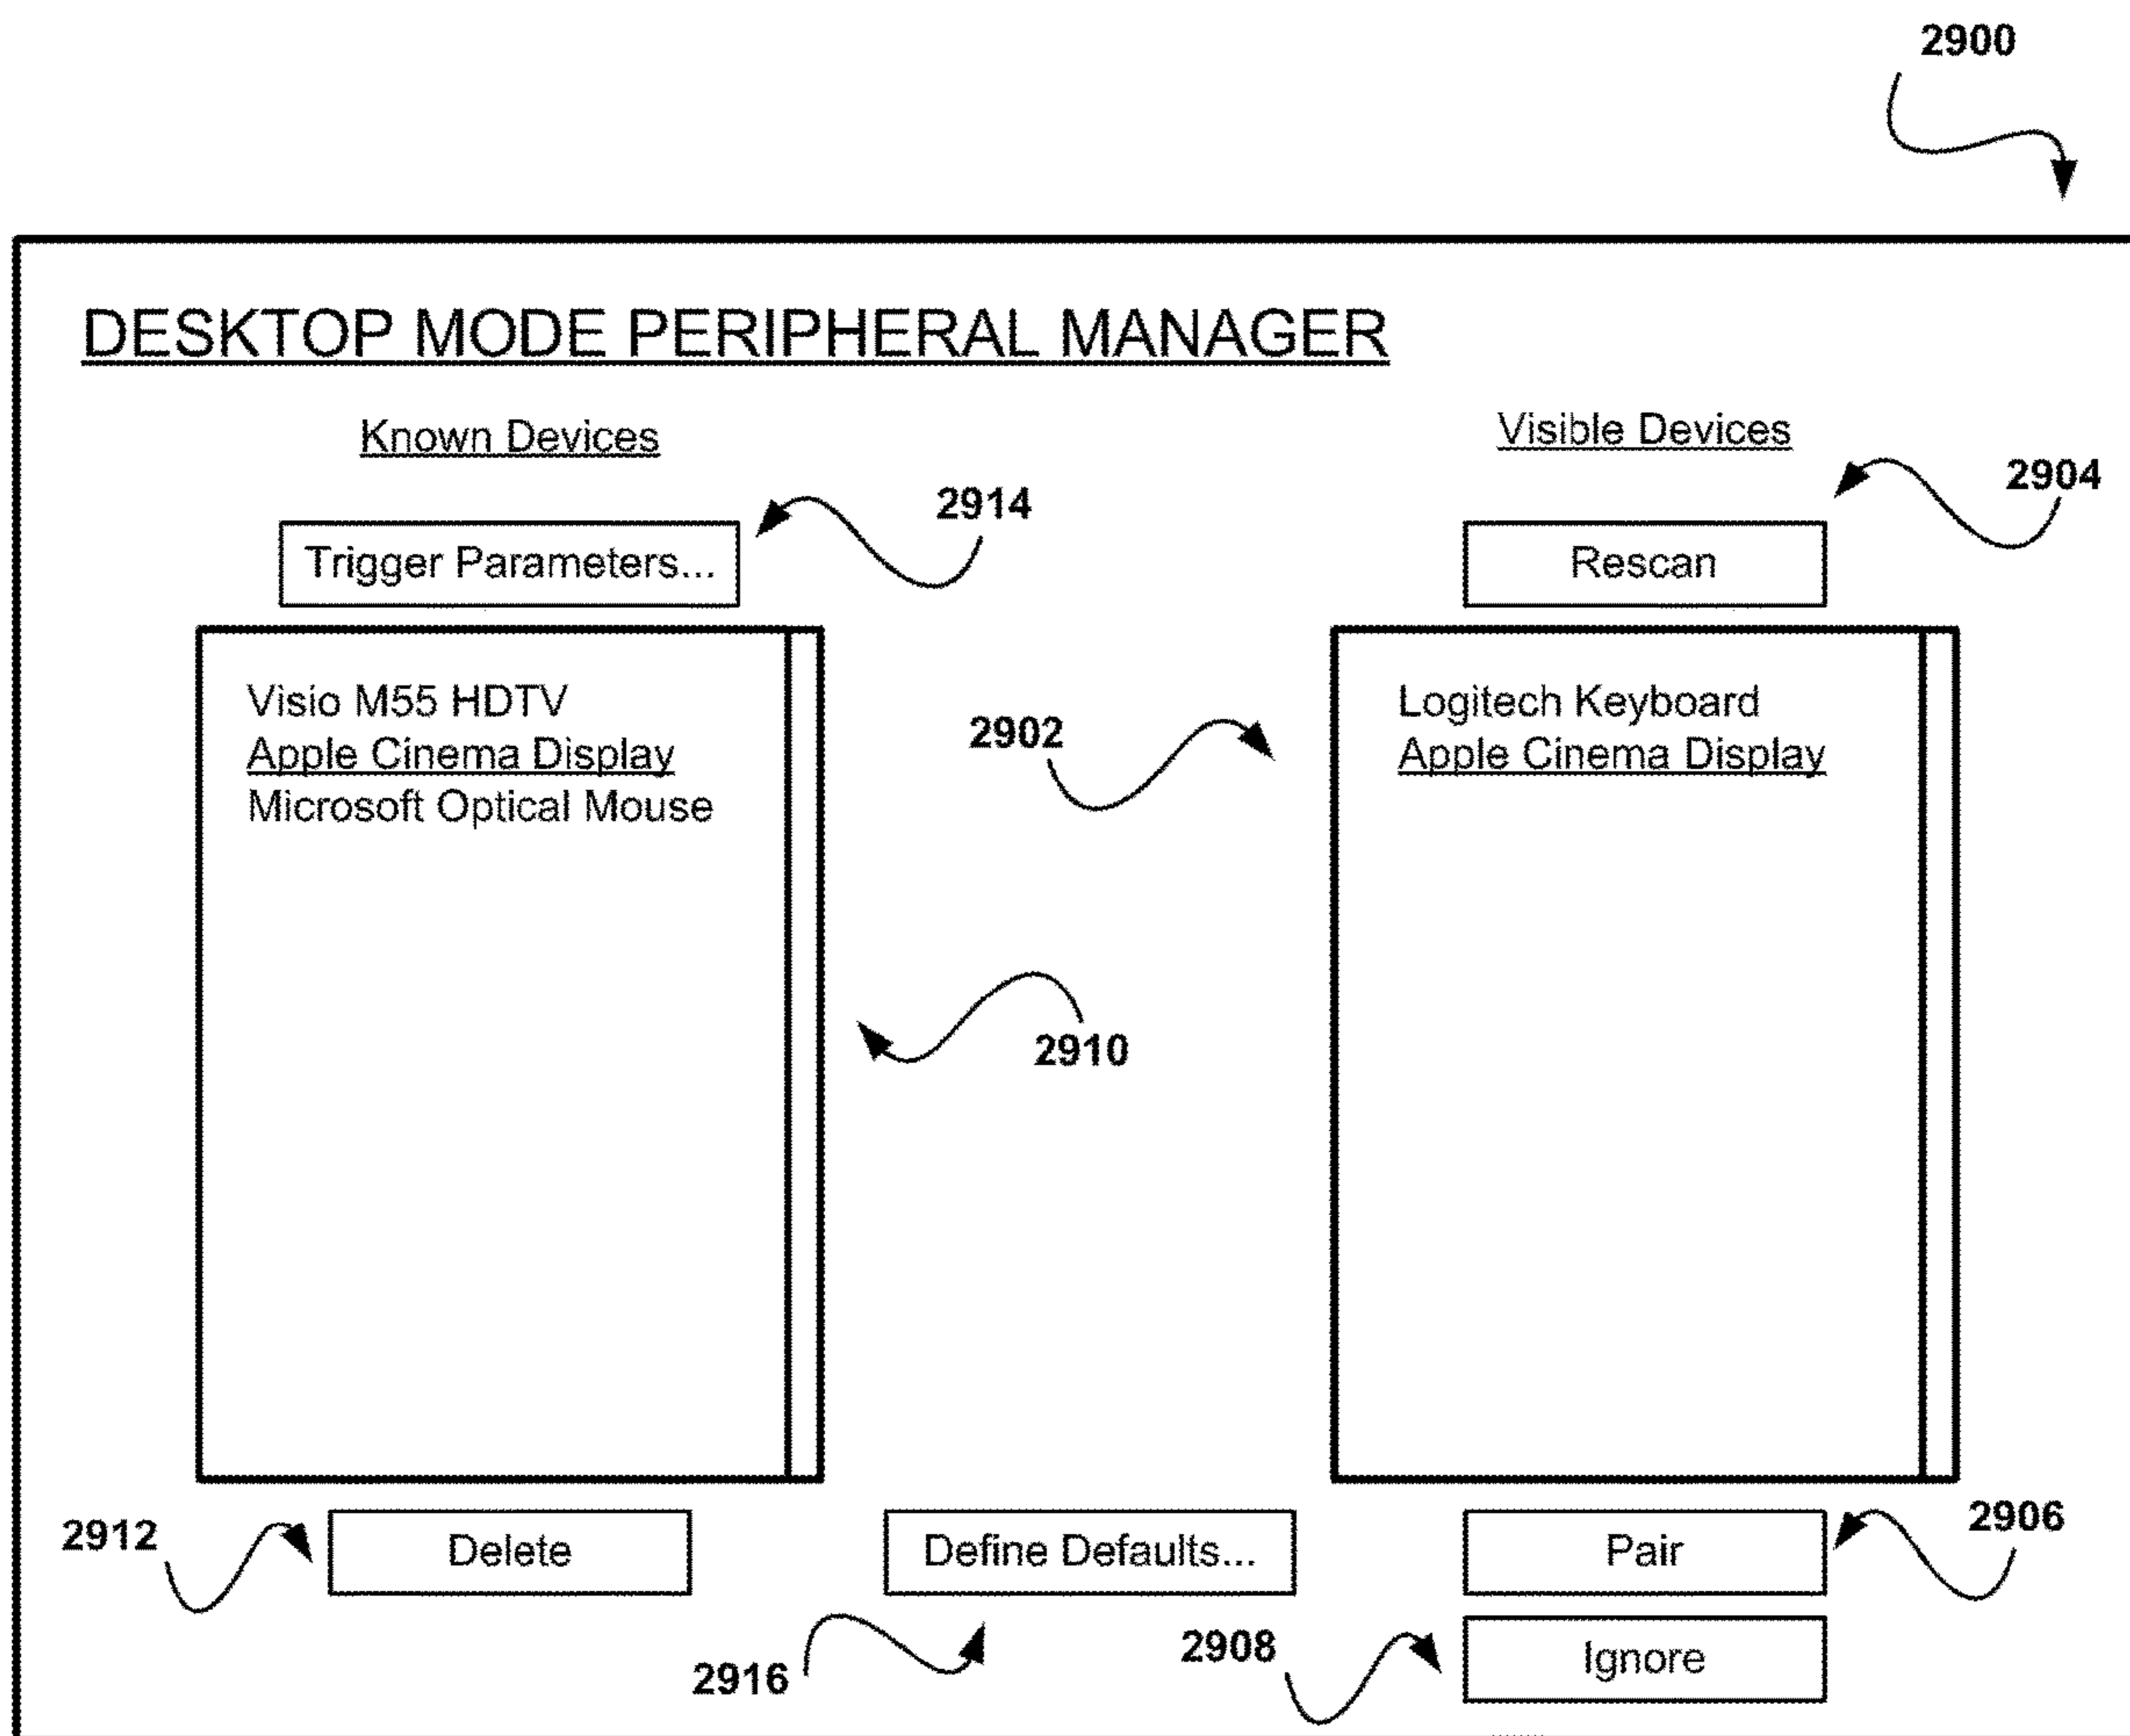 2900
DESKTOP MODE PERIPHERAL MANAGER
Known Devices
Visible Devices
2904
2914
Trigger Parameters...
Rescan
Visio M55 HDTV
Apple Cinema Display
Microsoft Optical Mouse
2902
Logitech Keyboard
Apple Cinema Display
2910
2912
Delete
Define Defaults...
Pair
2906
2916
2908
Ignore